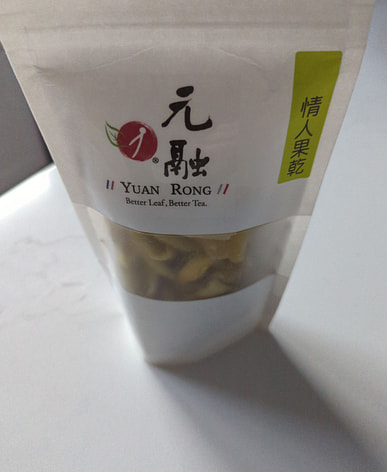 元融
®
YUAN RONG
Better Leaf, Better Tea.
情人果乾